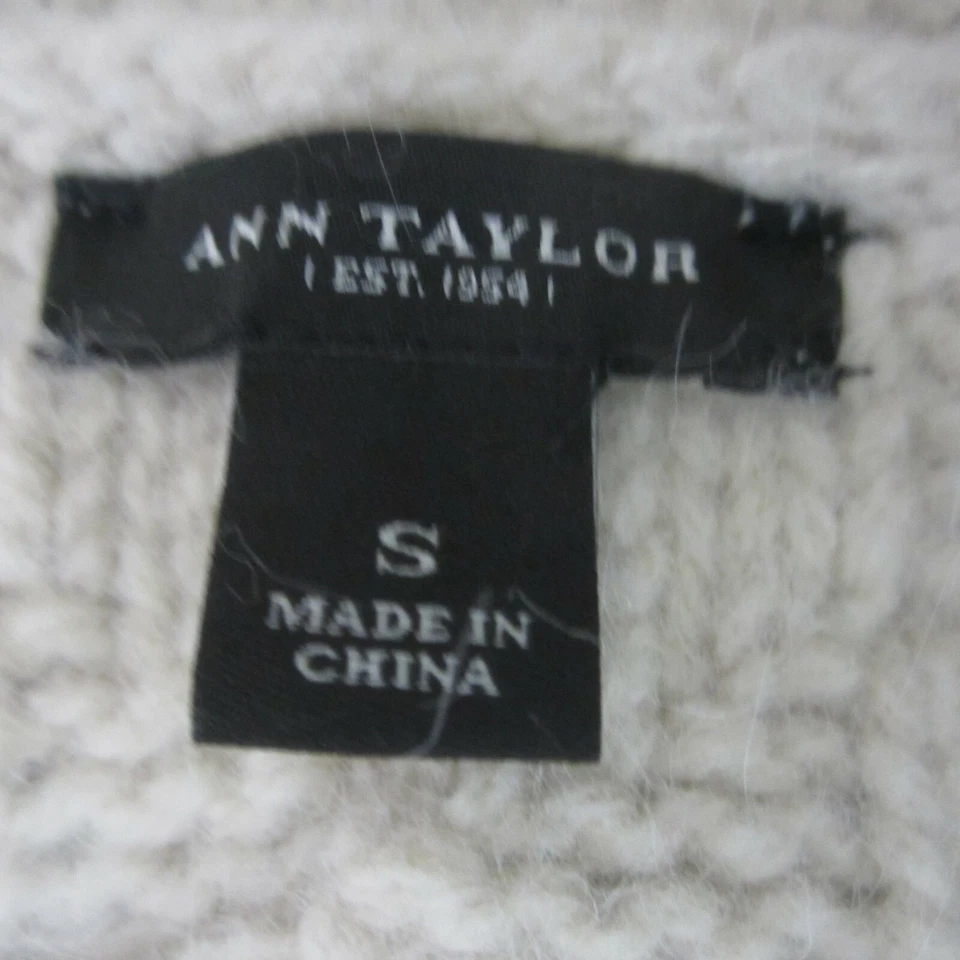 ANN TAYLOR
| EST. 1954 |
S
MADE IN
CHINA